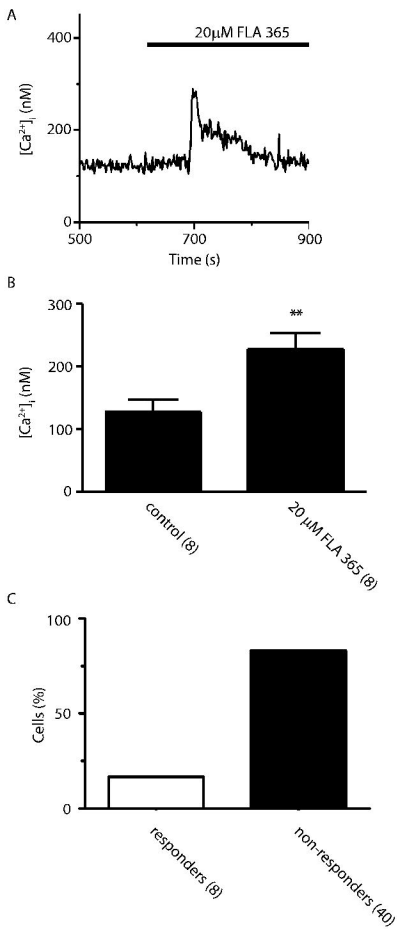 A
20μM FLA 365
400
200
0
[Ca²⁺]ᵢ (nM)
500
700
900
Time (s)
B
300
200
100
0
[Ca²⁺]ᵢ (nM)
**
control (8)
20 μM FLA 365 (8)
C
100
50
0
Cells (%)
responders (8)
non-responders (40)